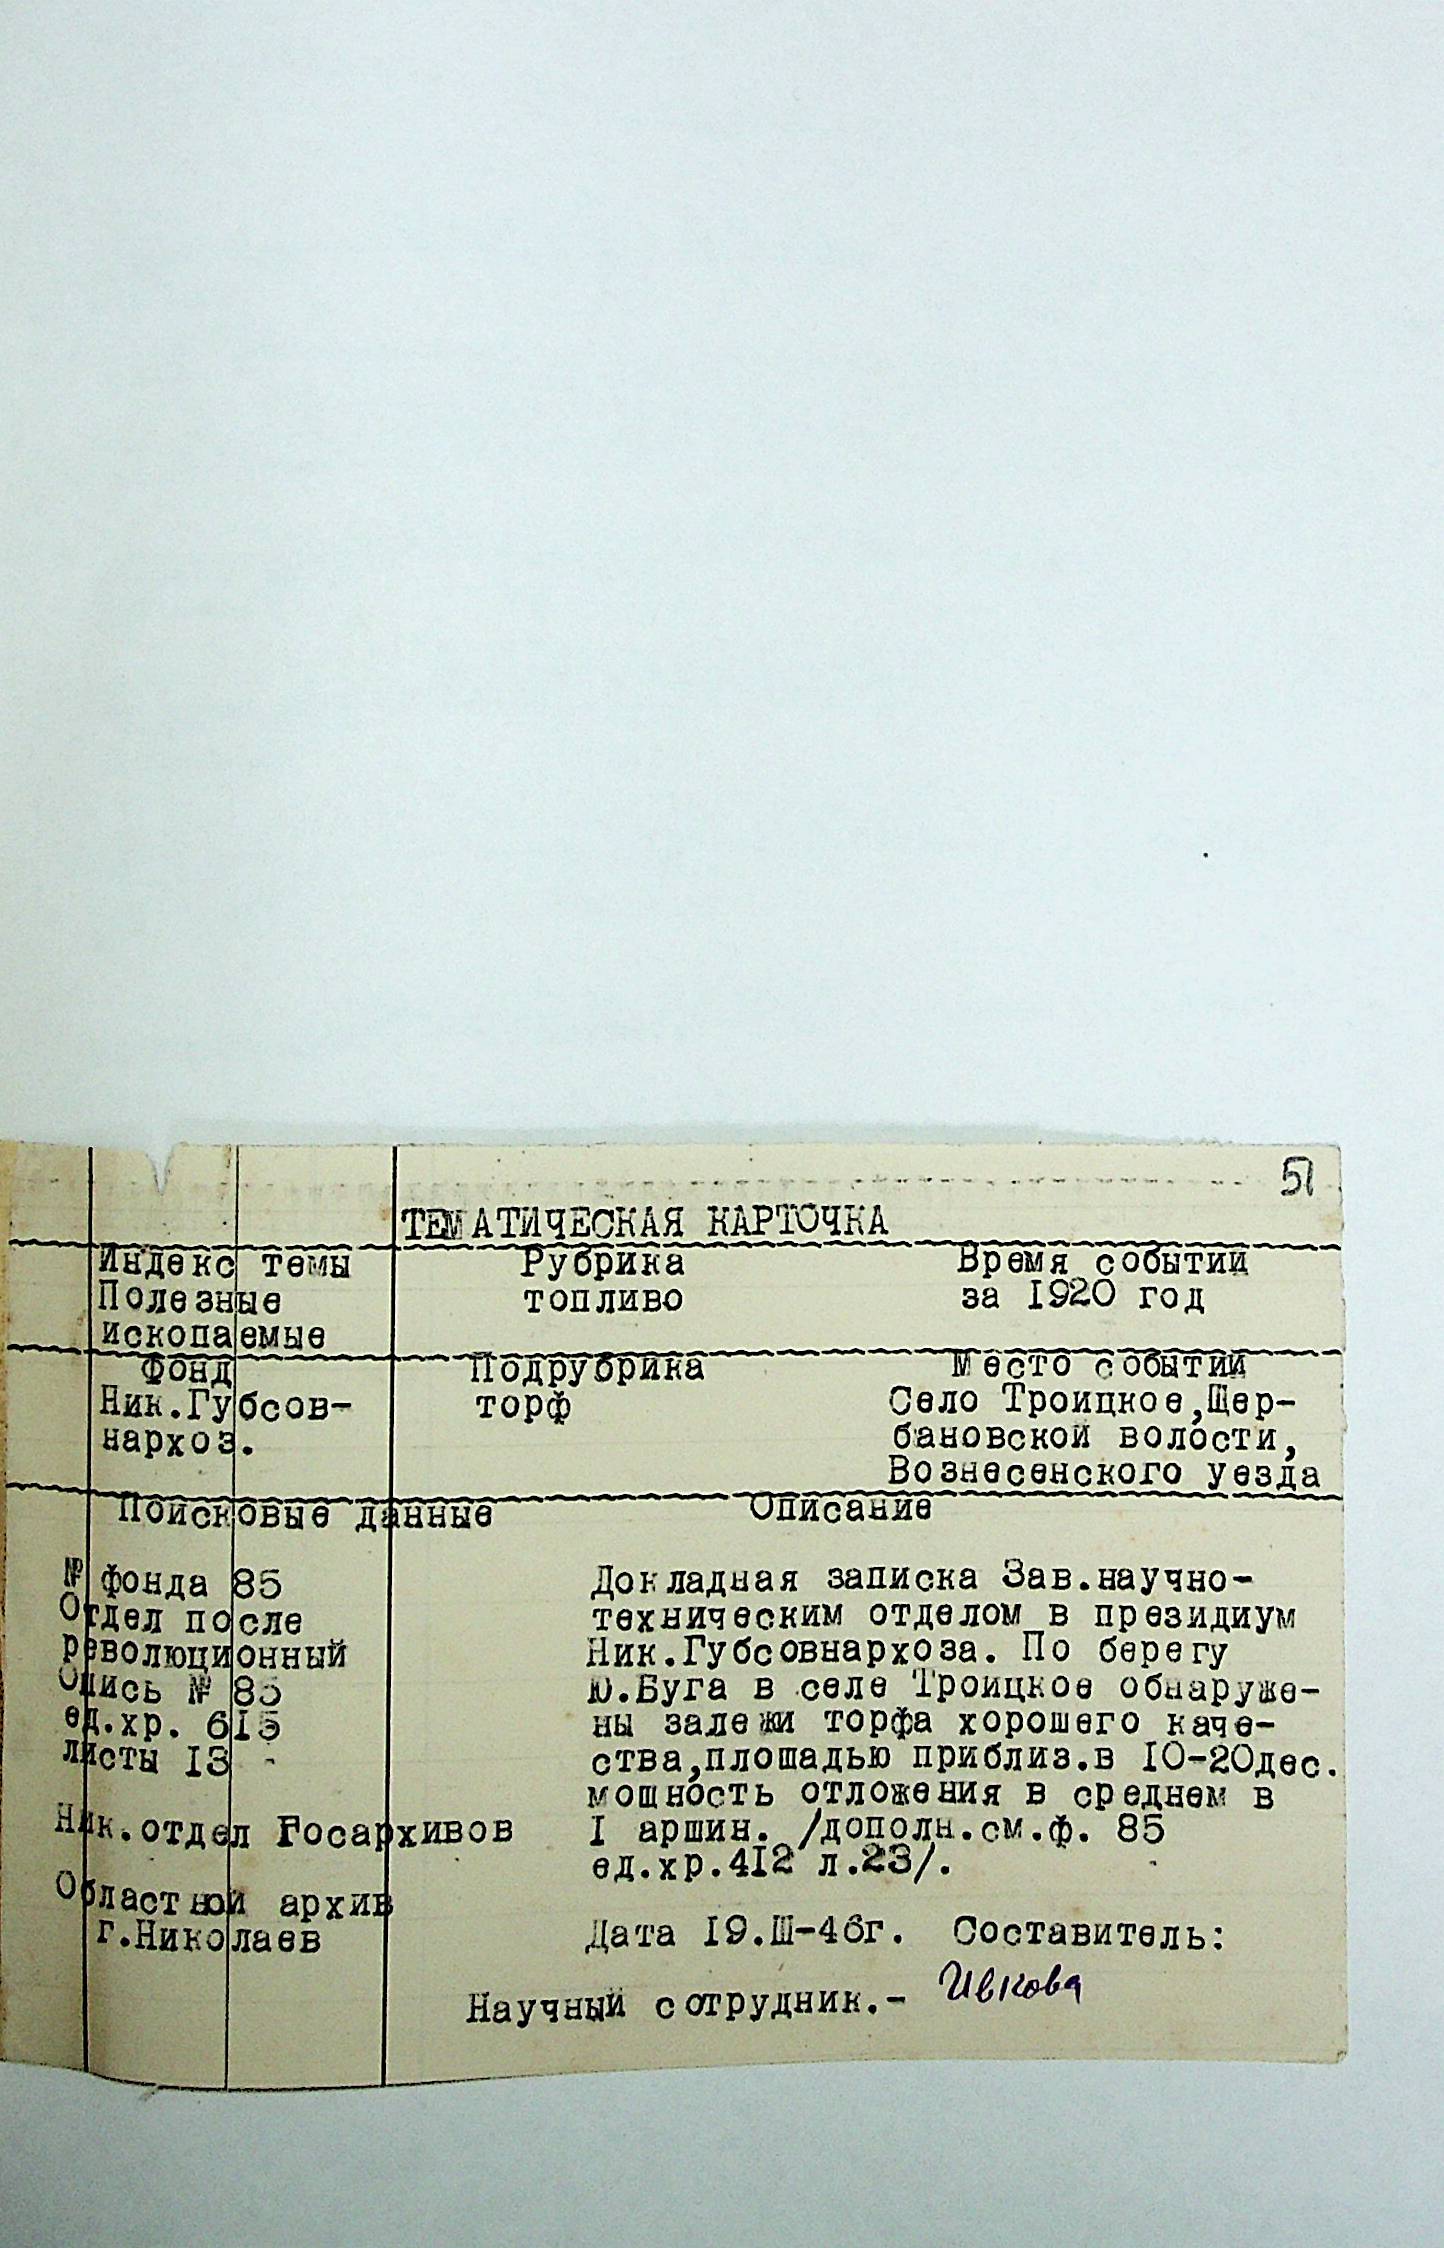 51
ТЕМАТИЧЕСКАЯ КАРТОЧКА
Индекс темы Рубрика Время событий
Полезные топливо за 1920 год
ископаемые
Фонд Подрубрика Место событий
Ник.Губсов- торф Село Троицкое,Щер-
нархоз. бановской волости,
Вознесенского уезда
Поисковые данные Описание
№ фонда 85 Докладная записка Зав.научно-
Отдел после техническим отделом в президиум
революционный Ник.Губсовнархоза. По берегу
Опись № 85 Ю.Буга в селе Троицкое обнаруже-
ед.хр. 615 ны залежи торфа хорошего каче-
листы 13 ства,площадью приблиз.в 10-20дес.
мощность отложения в среднем в
Ник.отдел Госархивов I аршин. /дополн.см.ф. 85
ед.хр.412 л.23/.
Областной архив
г.Николаев Дата 19.Ш-46г. Составитель:
Научный сотрудник.- Ивкова